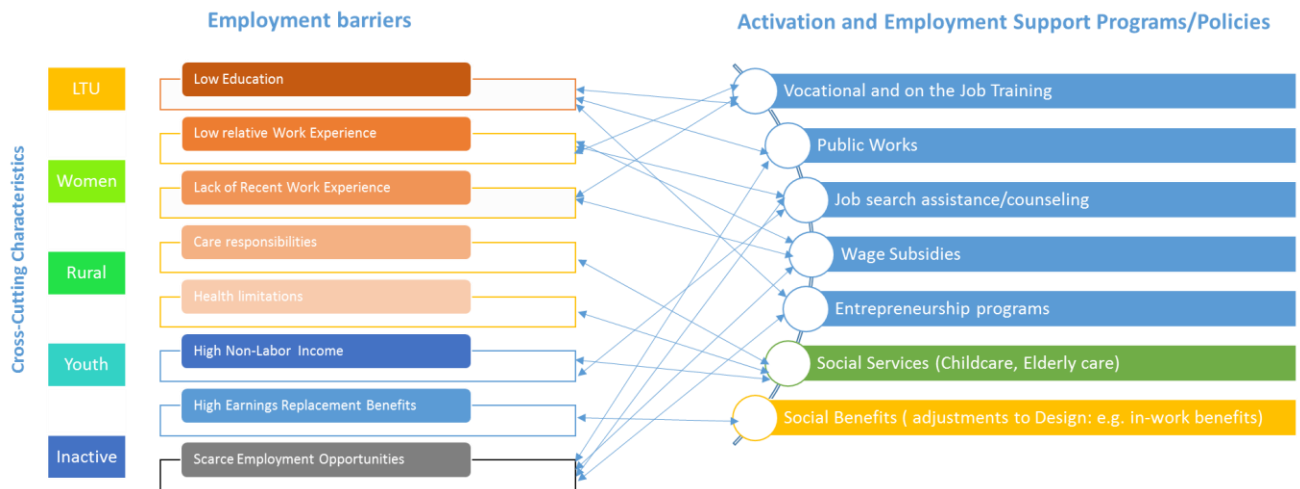 Employment barriers
Activation and Employment Support Programs/Policies
Cross-Cutting Characteristics
LTU
Women
Rural
Youth
Inactive
Low Education
Low relative Work Experience
Lack of Recent Work Experience
Care responsibilities
Health limitations
High Non-Labor Income
High Earnings Replacement Benefits
Scarce Employment Opportunities
Vocational and on the Job Training
Public Works
Job search assistance/counseling
Wage Subsidies
Entrepreneurship programs
Social Services (Childcare, Elderly care)
Social Benefits ( adjustments to Design: e.g. in-work benefits)